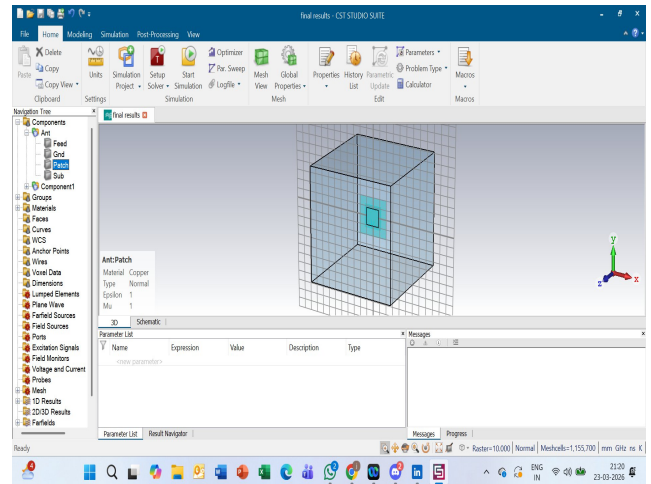 final results - CST STUDIO SUITE
File Home Modeling Simulation Post-Processing View
Paste
Delete
Copy
Copy View
Clipboard
Units
Settings
Simulation Project
Setup Solver
Start Simulation
Optimizer
Par. Sweep
Logfile
Simulation
Mesh View
Global Properties
Mesh
Properties
History List
Parametric Update
Parameters
Problem Type
Calculator
Edit
Macros
Macros
Navigation Tree
final results
Components
Ant
Feed
Gnd
Patch
Sub
Component1
Groups
Materials
Faces
Curves
WCS
Anchor Points
Wires
Voxel Data
Dimensions
Lumped Elements
Plane Wave
Farfield Sources
Field Sources
Ports
Excitation Signals
Field Monitors
Voltage and Current
Probes
Mesh
1D Results
2D/3D Results
Farfields
Ant:Patch
Material Copper
Type Normal
Epsilon 1
Mu 1
y
z
x
3D Schematic
Parameter List
Name Expression Value Description Type
<new parameter>
Parameter List Result Navigator
Messages
Messages Progress
Ready
Raster=10.000 Normal Meshcells=1,155,700 mm GHz ns K
ENG
IN
21:20
23-03-2026